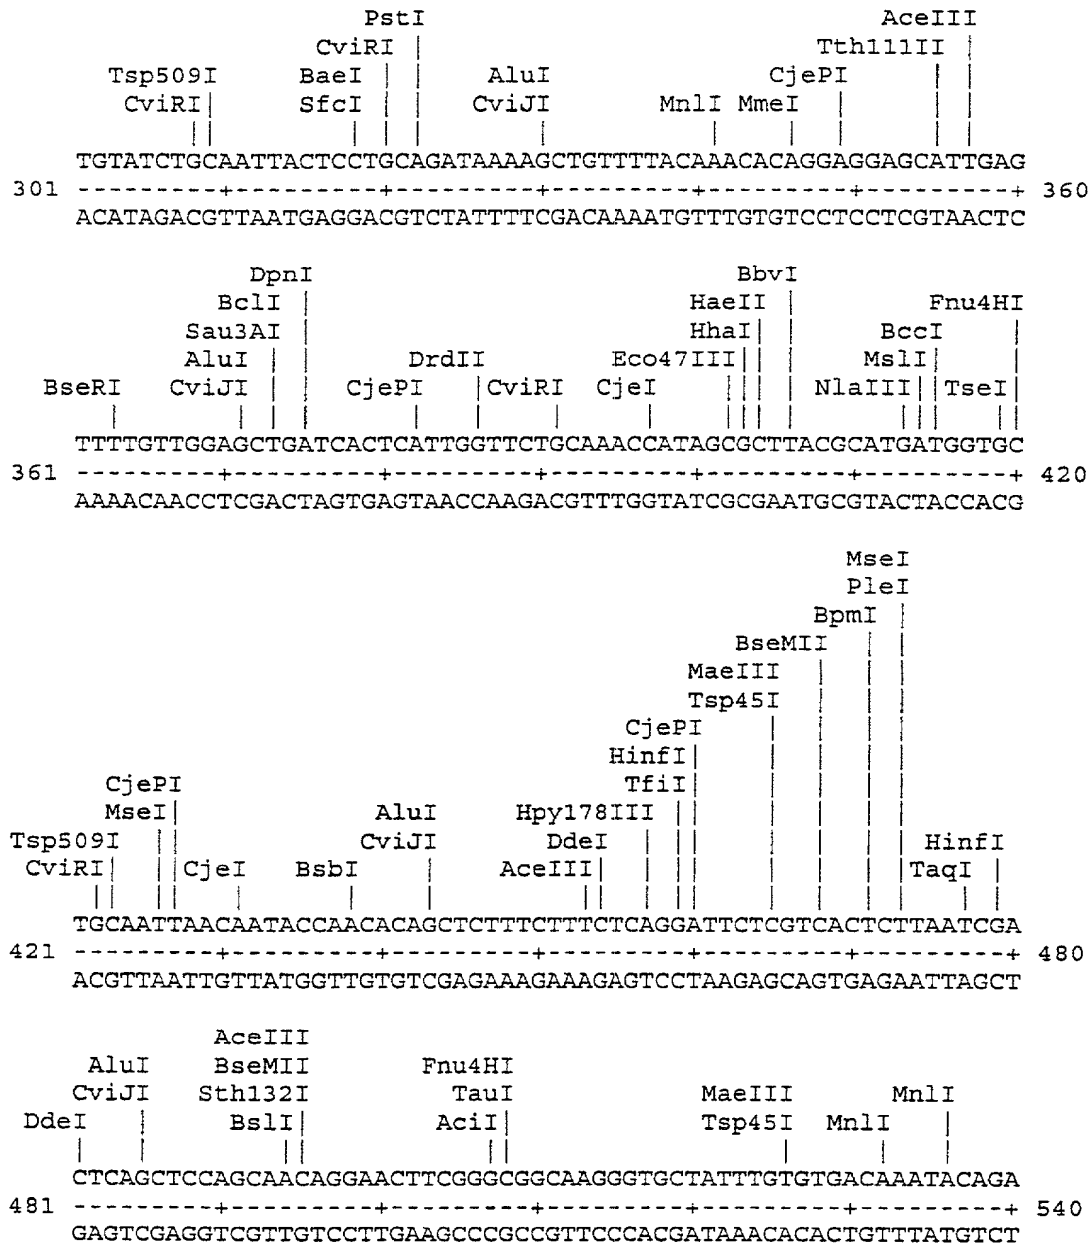 PstI AceIII
CviRI Tth111II
Tsp509I BaeI AluI CjePI
CviRI SfcI CviJI MnlI MmeI
TGTATCTGCAATTACTCCTGCAGATAAAAGCTGTTTTACAAACACAGGAGGAGCATTGAG
301 ---------+---------+---------+---------+---------+---------+ 360
ACATAGACGTTAATGAGGACGTCTATTTTCGACAAAATGTTTGTGTCCTCCTCGTAACTC
DpnI BbvI
BclI HaeII Fnu4HI
Sau3AI HhaI BccI
AluI DrdII Eco47III MslI
BseRI CviJI CjePI CviRI CjeI NlaIII TseI
TTTTGTTGGAGCTGATCACTCATTGGTTCTGCAAACCATAGCGCTTACGCATGATGGTGC
361 ---------+---------+---------+---------+---------+---------+ 420
AAAACAACCTCGACTAGTGAGTAACCAAGACGTTTGGTATCGCGAATGCGTACTACCACG
MseI
PleI
BpmI
BseMII
MaeIII
Tsp45I
CjePI
HinfI
CjePI TfiI
MseI AluI Hpy178III
Tsp509I CviJI DdeI HinfI
CviRI CjeI BsbI AceIII TaqI
TGCAATTAACAATACCAACACAGCTCTTTCTTTCTCAGGATTCTCGTCACTCTTAATCGA
421 ---------+---------+---------+---------+---------+---------+ 480
ACGTTAATTGTTATGGTTGTGTCGAGAAAGAAAGAGTCCTAAGAGCAGTGAGAATTAGCT
AceIII
AluI BseMII Fnu4HI
CviJI Sth132I TauI MaeIII MnlI
DdeI BslI AciI Tsp45I MnlI
CTCAGCTCCAGCAACAGGAACTTCGGGCGGCAAGGGTGCTATTTGTGTGACAAATACAGA
481 ---------+---------+---------+---------+---------+---------+ 540
GAGTCGAGGTCGTTGTCCTTGAAGCCCGCCGTTCCCACGATAAACACACTGTTTATGTCT